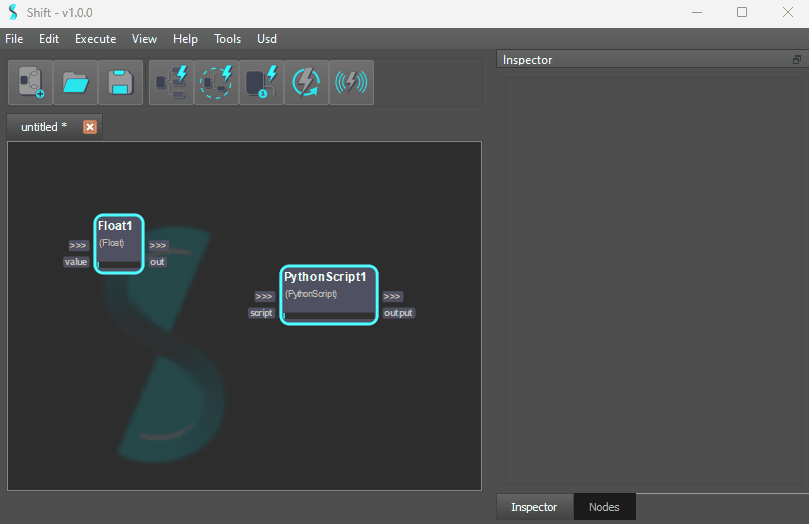 Shift - v1.0.0
File Edit Execute View Help Tools Usd
Inspector
1
untitled *
Float1
(Float)
>>> >>>
value out
PythonScript1
(PythonScript)
>>> >>>
script output
Inspector Nodes